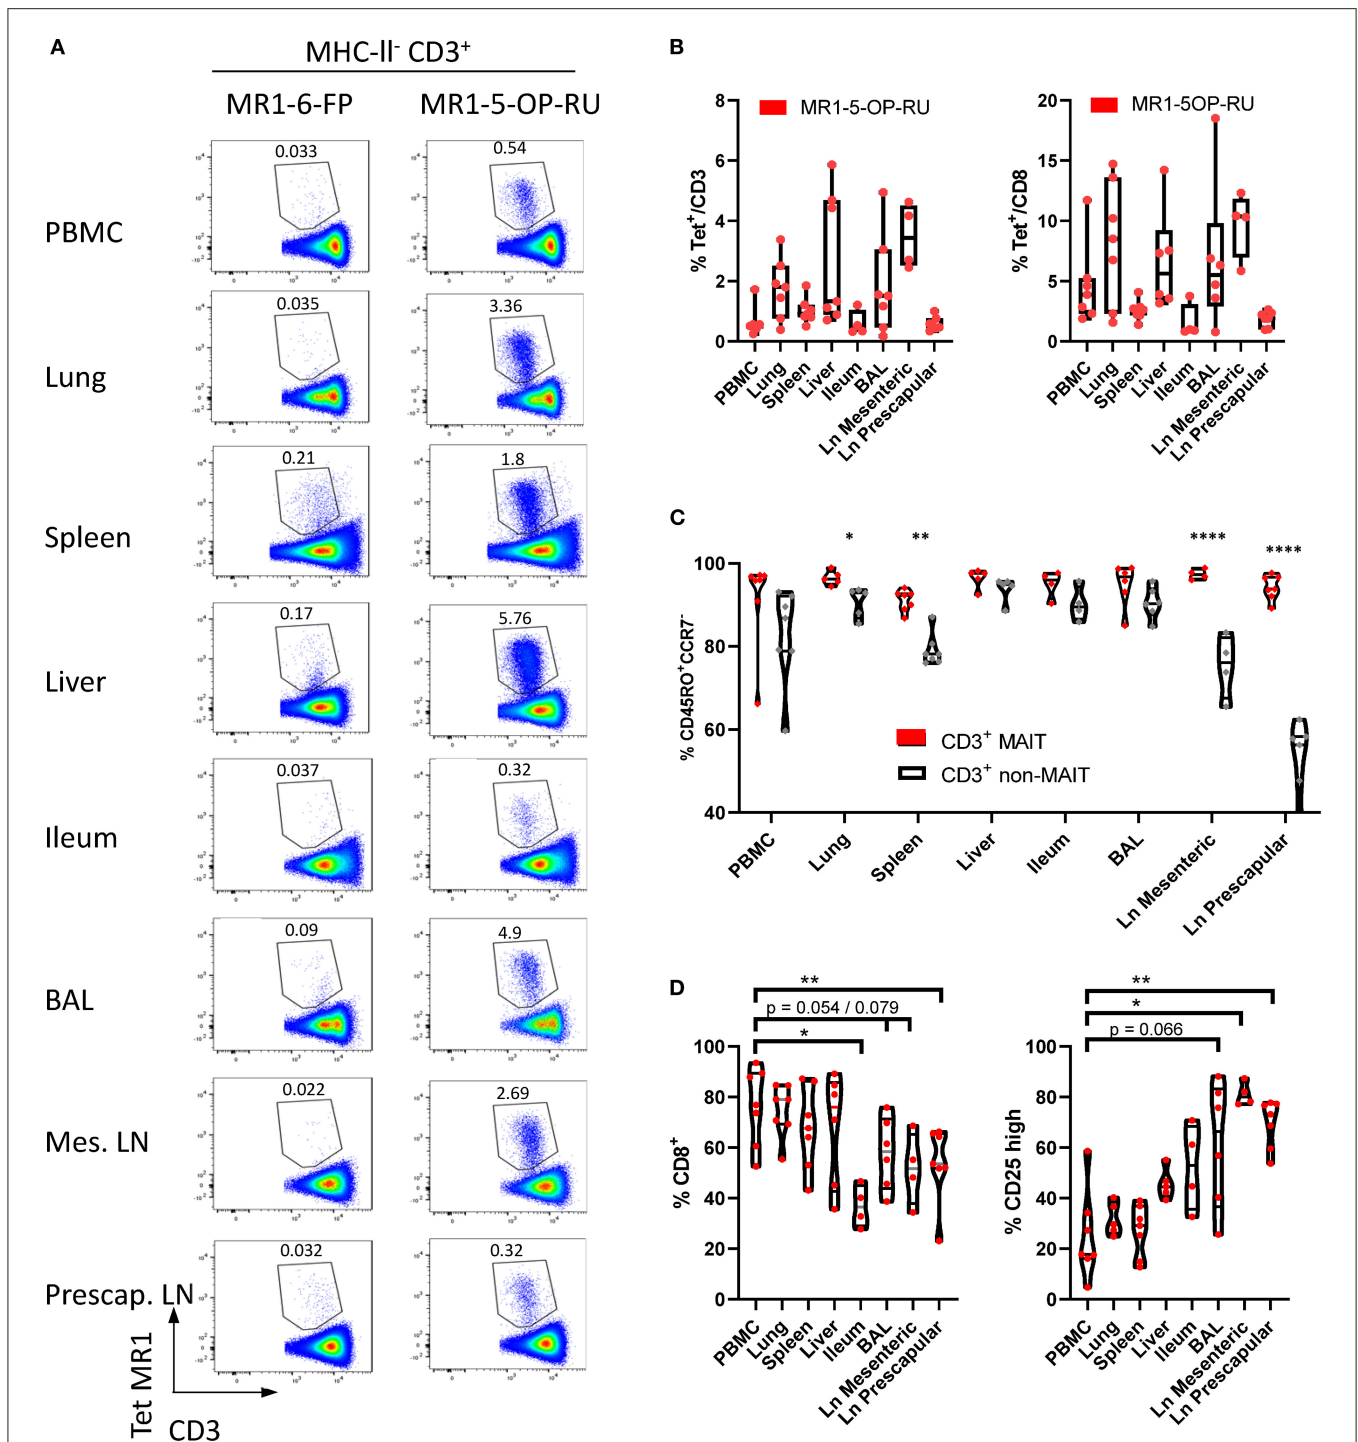 A
MHC-ll⁻ CD3⁺
MR1-6-FP MR1-5-OP-RU
PBMC
0.033 0.54
Lung
0.035 3.36
Spleen
0.21 1.8
Liver
0.17 5.76
Ileum
0.037 0.32
BAL
0.09 4.9
Mes. LN
0.022 2.69
Prescap. LN
0.032 0.32
Tet MR1
CD3
B
MR1-5-OP-RU
% Tet⁺/CD3
8
6
4
2
0
PBMC Lung Spleen Liver Ileum BAL Ln Mesenteric Ln Prescapular
MR1-5OP-RU
% Tet⁺/CD8
20
15
10
5
0
PBMC Lung Spleen Liver Ileum BAL Ln Mesenteric Ln Prescapular
C
* ** **** ****
% CD45RO⁺CCR7⁻
100
80
60
40
CD3⁺ MAIT
CD3⁺ non-MAIT
PBMC Lung Spleen Liver Ileum BAL Ln Mesenteric Ln Prescapular
D
**
p = 0.054 / 0.079
*
% CD8⁺
100
80
60
40
20
0
PBMC Lung Spleen Liver Ileum BAL Ln Mesenteric Ln Prescapular
**
*
p = 0.066
% CD25 high
100
80
60
40
20
0
PBMC Lung Spleen Liver Ileum BAL Ln Mesenteric Ln Prescapular